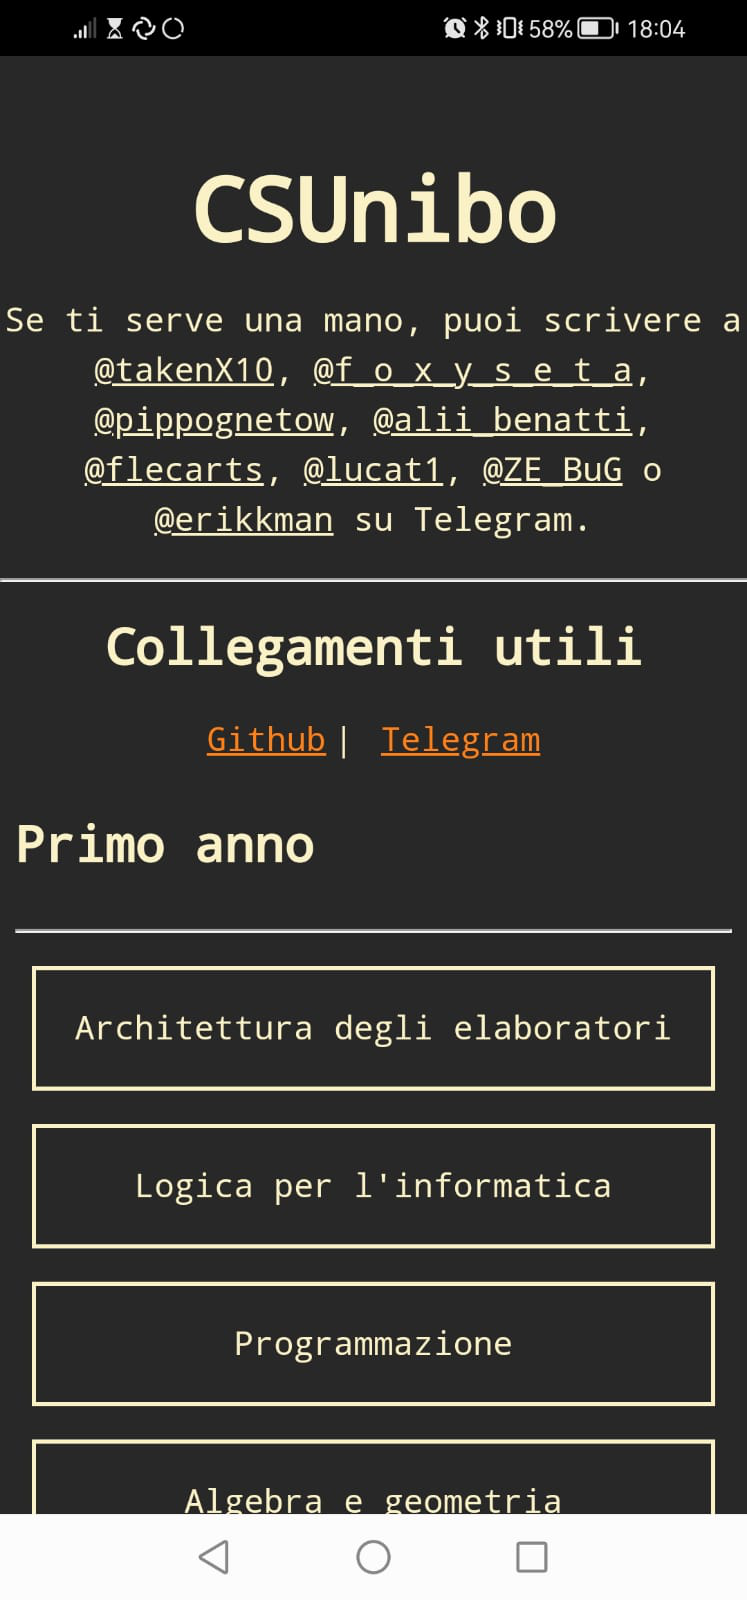 58% 18:04
CSUnibo
Se ti serve una mano, puoi scrivere a
@takenX10, @f_o_x_y_s_e_t_a,
@pippognetow, @alii_benatti,
@flecarts, @lucat1, @ZE_BuG o
@erikkman su Telegram.
Collegamenti utili
Github | Telegram
Primo anno
Architettura degli elaboratori
Logica per l'informatica
Programmazione
Algebra e geometria